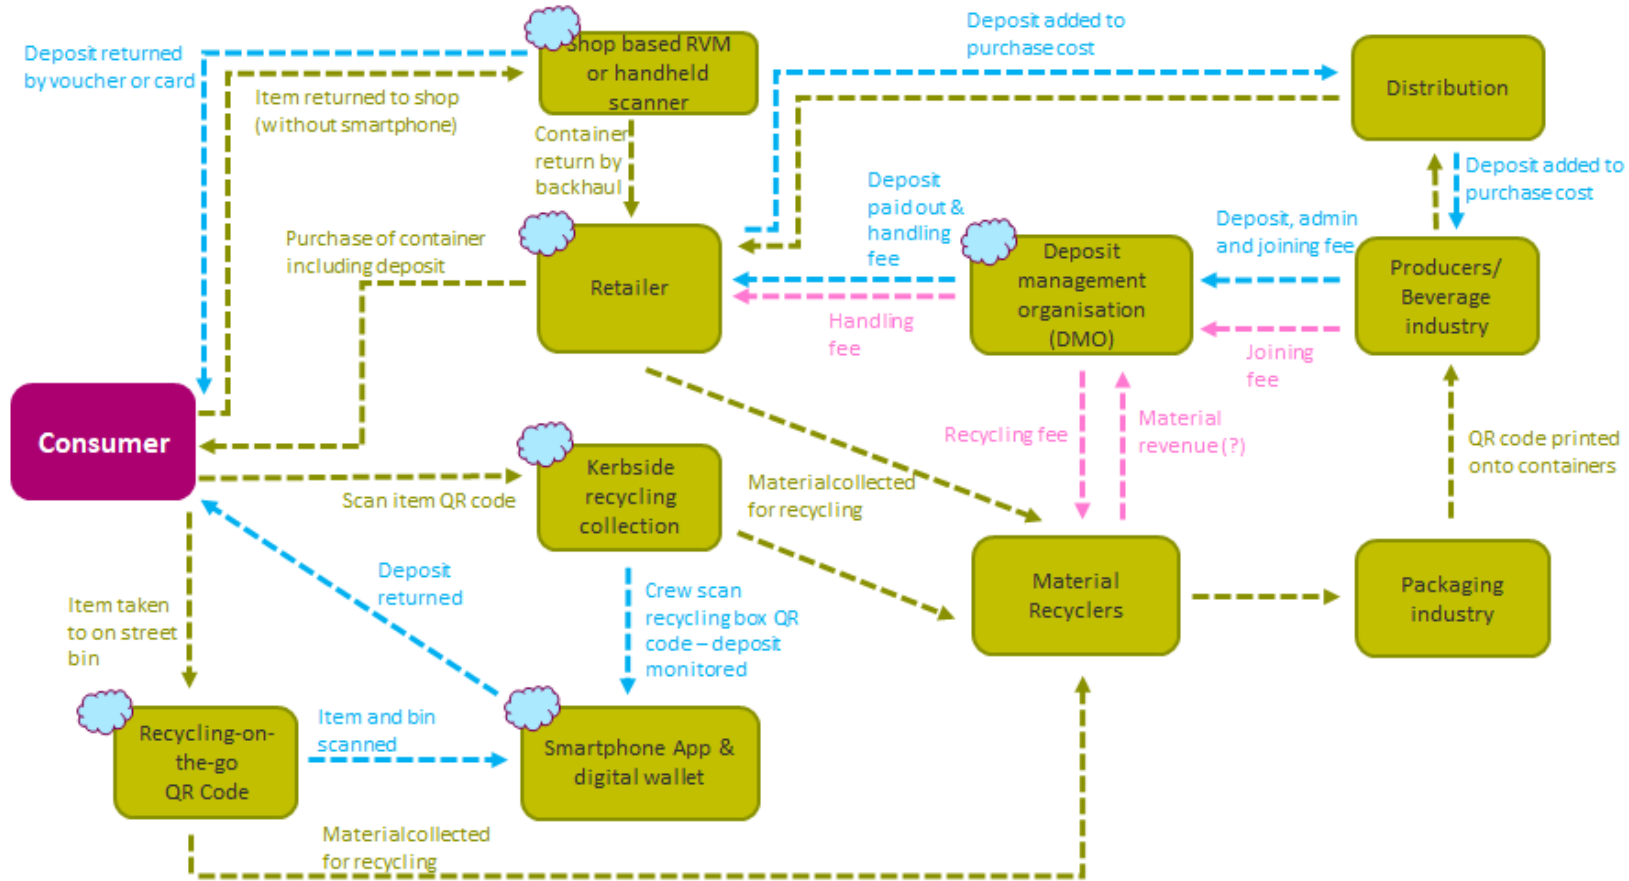 Deposit returned
by voucher or card
Item returned to shop
(without smartphone)
Shop based RVM
or handheld
scanner
Deposit added to
purchase cost
Distribution
Container
return by
backhaul
Deposit added to
purchase cost
Deposit
paid out &
handling
fee
Purchase of container
including deposit
Retailer
Deposit
management
organisation
(DMO)
Deposit, admin
and joining fee
Producers/
Beverage
industry
Handling
fee
Joining
fee
Consumer
Kerbside
recycling
collection
Scan item QR code
Recycling fee
Material
revenue (?)
QR code printed
onto containers
Material collected
for recycling
Deposit
returned
Crew scan
recycling box QR
code – deposit
monitored
Material
Recyclers
Packaging
industry
Item taken
to on street
bin
Recycling-on-
the-go
QR Code
Item and bin
scanned
Smartphone App &
digital wallet
Material collected
for recycling